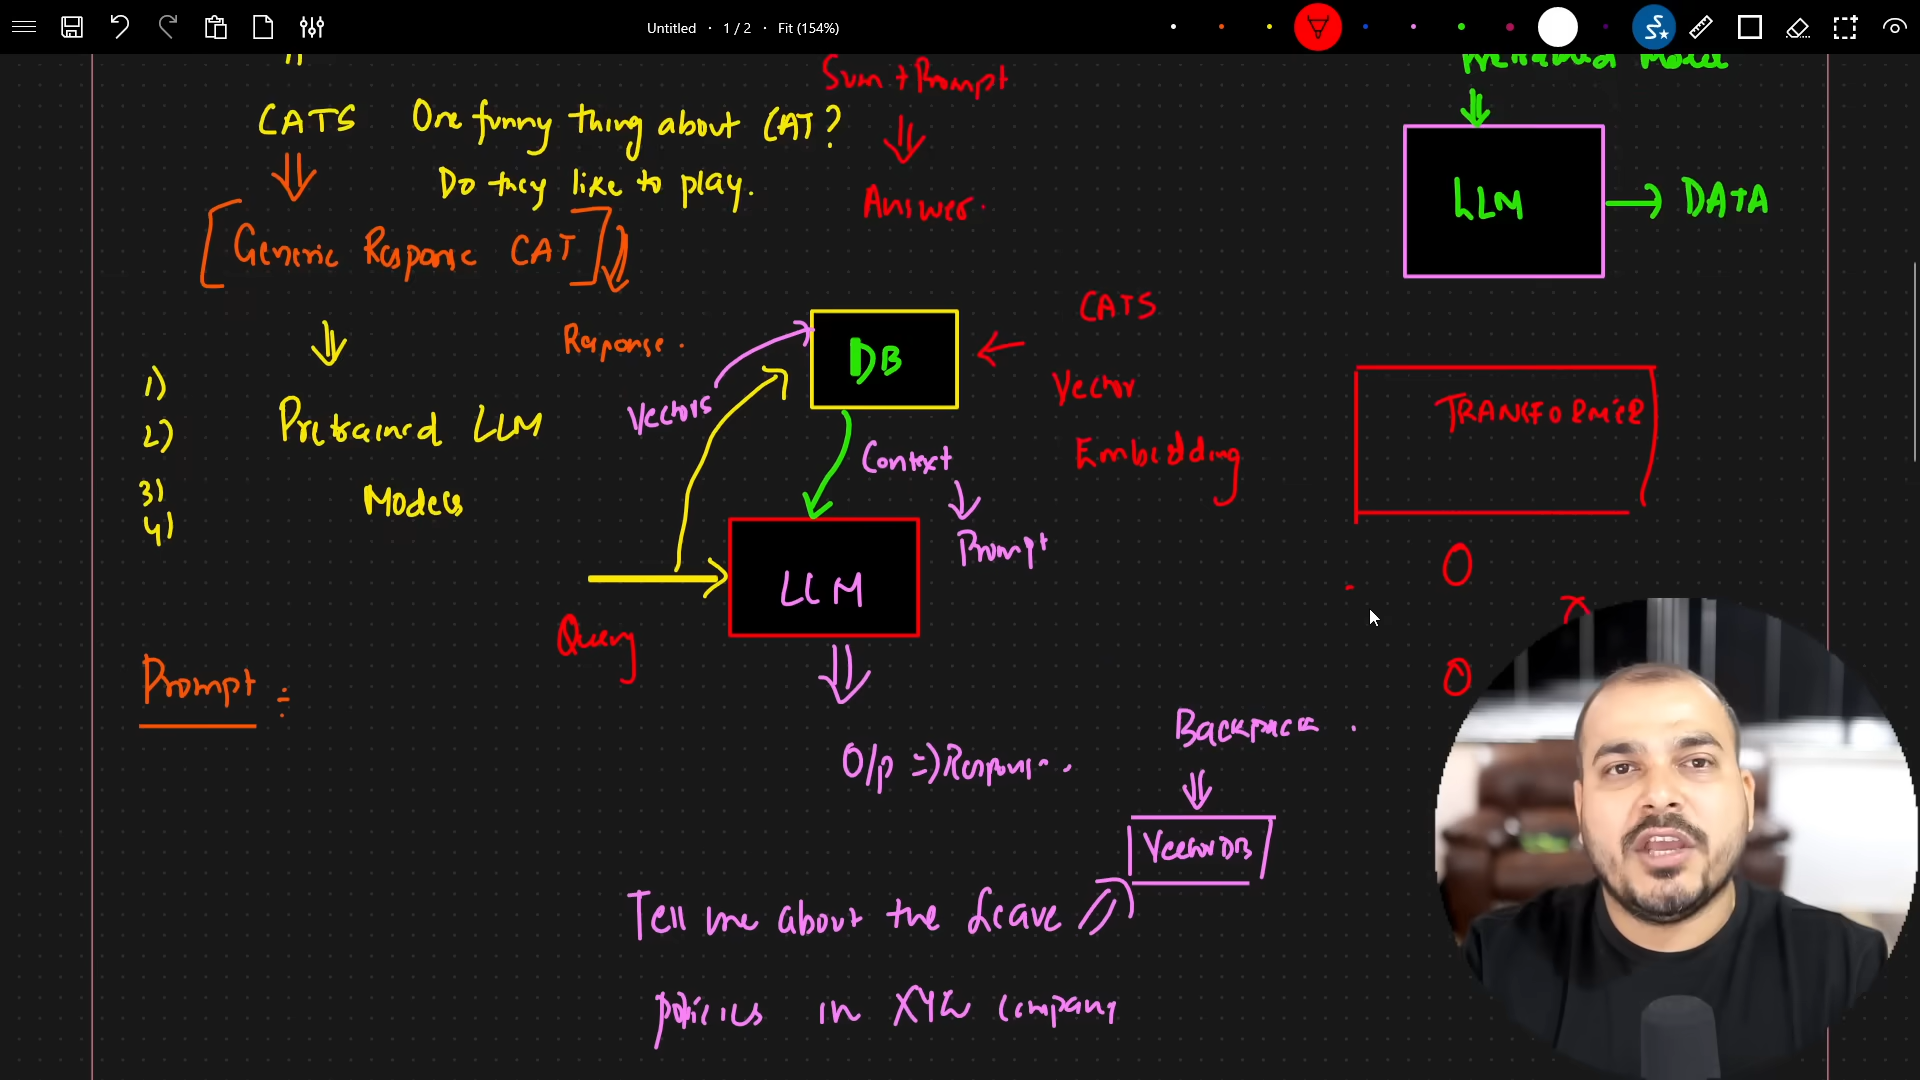 Untitled • 1 / 2 • Fit (154%)
Sum + Prompt
CATS One funny thing about CAT?
Do they like to play.
Answer.
LLM → DATA
[Generic Response CAT]
DB
CATS
Response.
Vectors
Vector
Embedding
Context
Prompt
TRANSFORMER
1)
2)
3)
4)
Pretrained LLM
Models
LLM
Query
O
O
Prompt :
O/p => Response.
Backpack .
VectorDB
Tell me about the Leave
policies in XYZ company